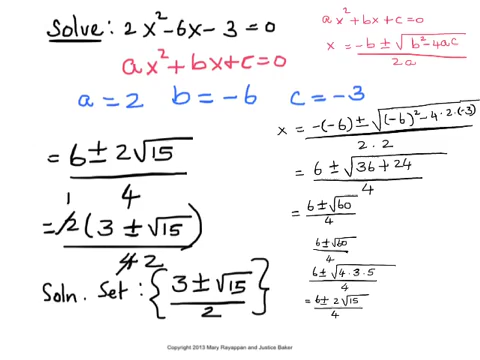 Solve: 2x²-6x-3=0
ax²+bx+c=0
a=2 b=-6 c=-3
ax²+bx+c=0
x = (-b ± √(b²-4ac))/2a
x = (-(-6) ± √((-6)²-4·2·(-3)))/(2·2)
= (6 ± √(36+24))/4
= (6±√60)/4
(6±√60)/4
(6±√(4·3·5))/4
= (6±2√15)/4
= (6±2√15)/4
1
= 2(3±√15)/4 2
Soln. Set: {(3±√15)/2}
Copyright 2013 Mary Rayappan and Justice Baker